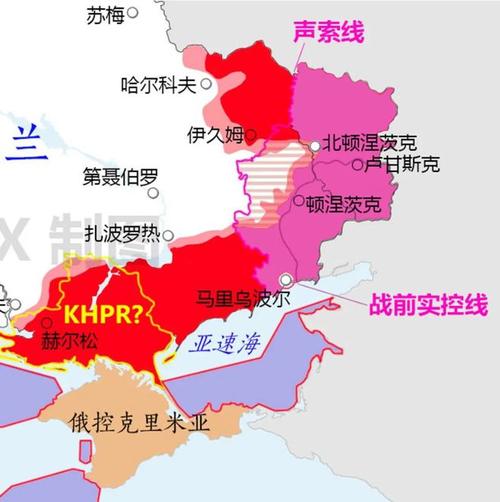 苏梅
声索线
哈尔科夫
伊久姆
兰
北顿涅茨克
卢甘斯克
第聂伯罗
顿涅茨克
X 制图
扎波罗热
马里乌波尔
战前实控线
KHPR?
赫尔松
亚速海
俄控克里米亚